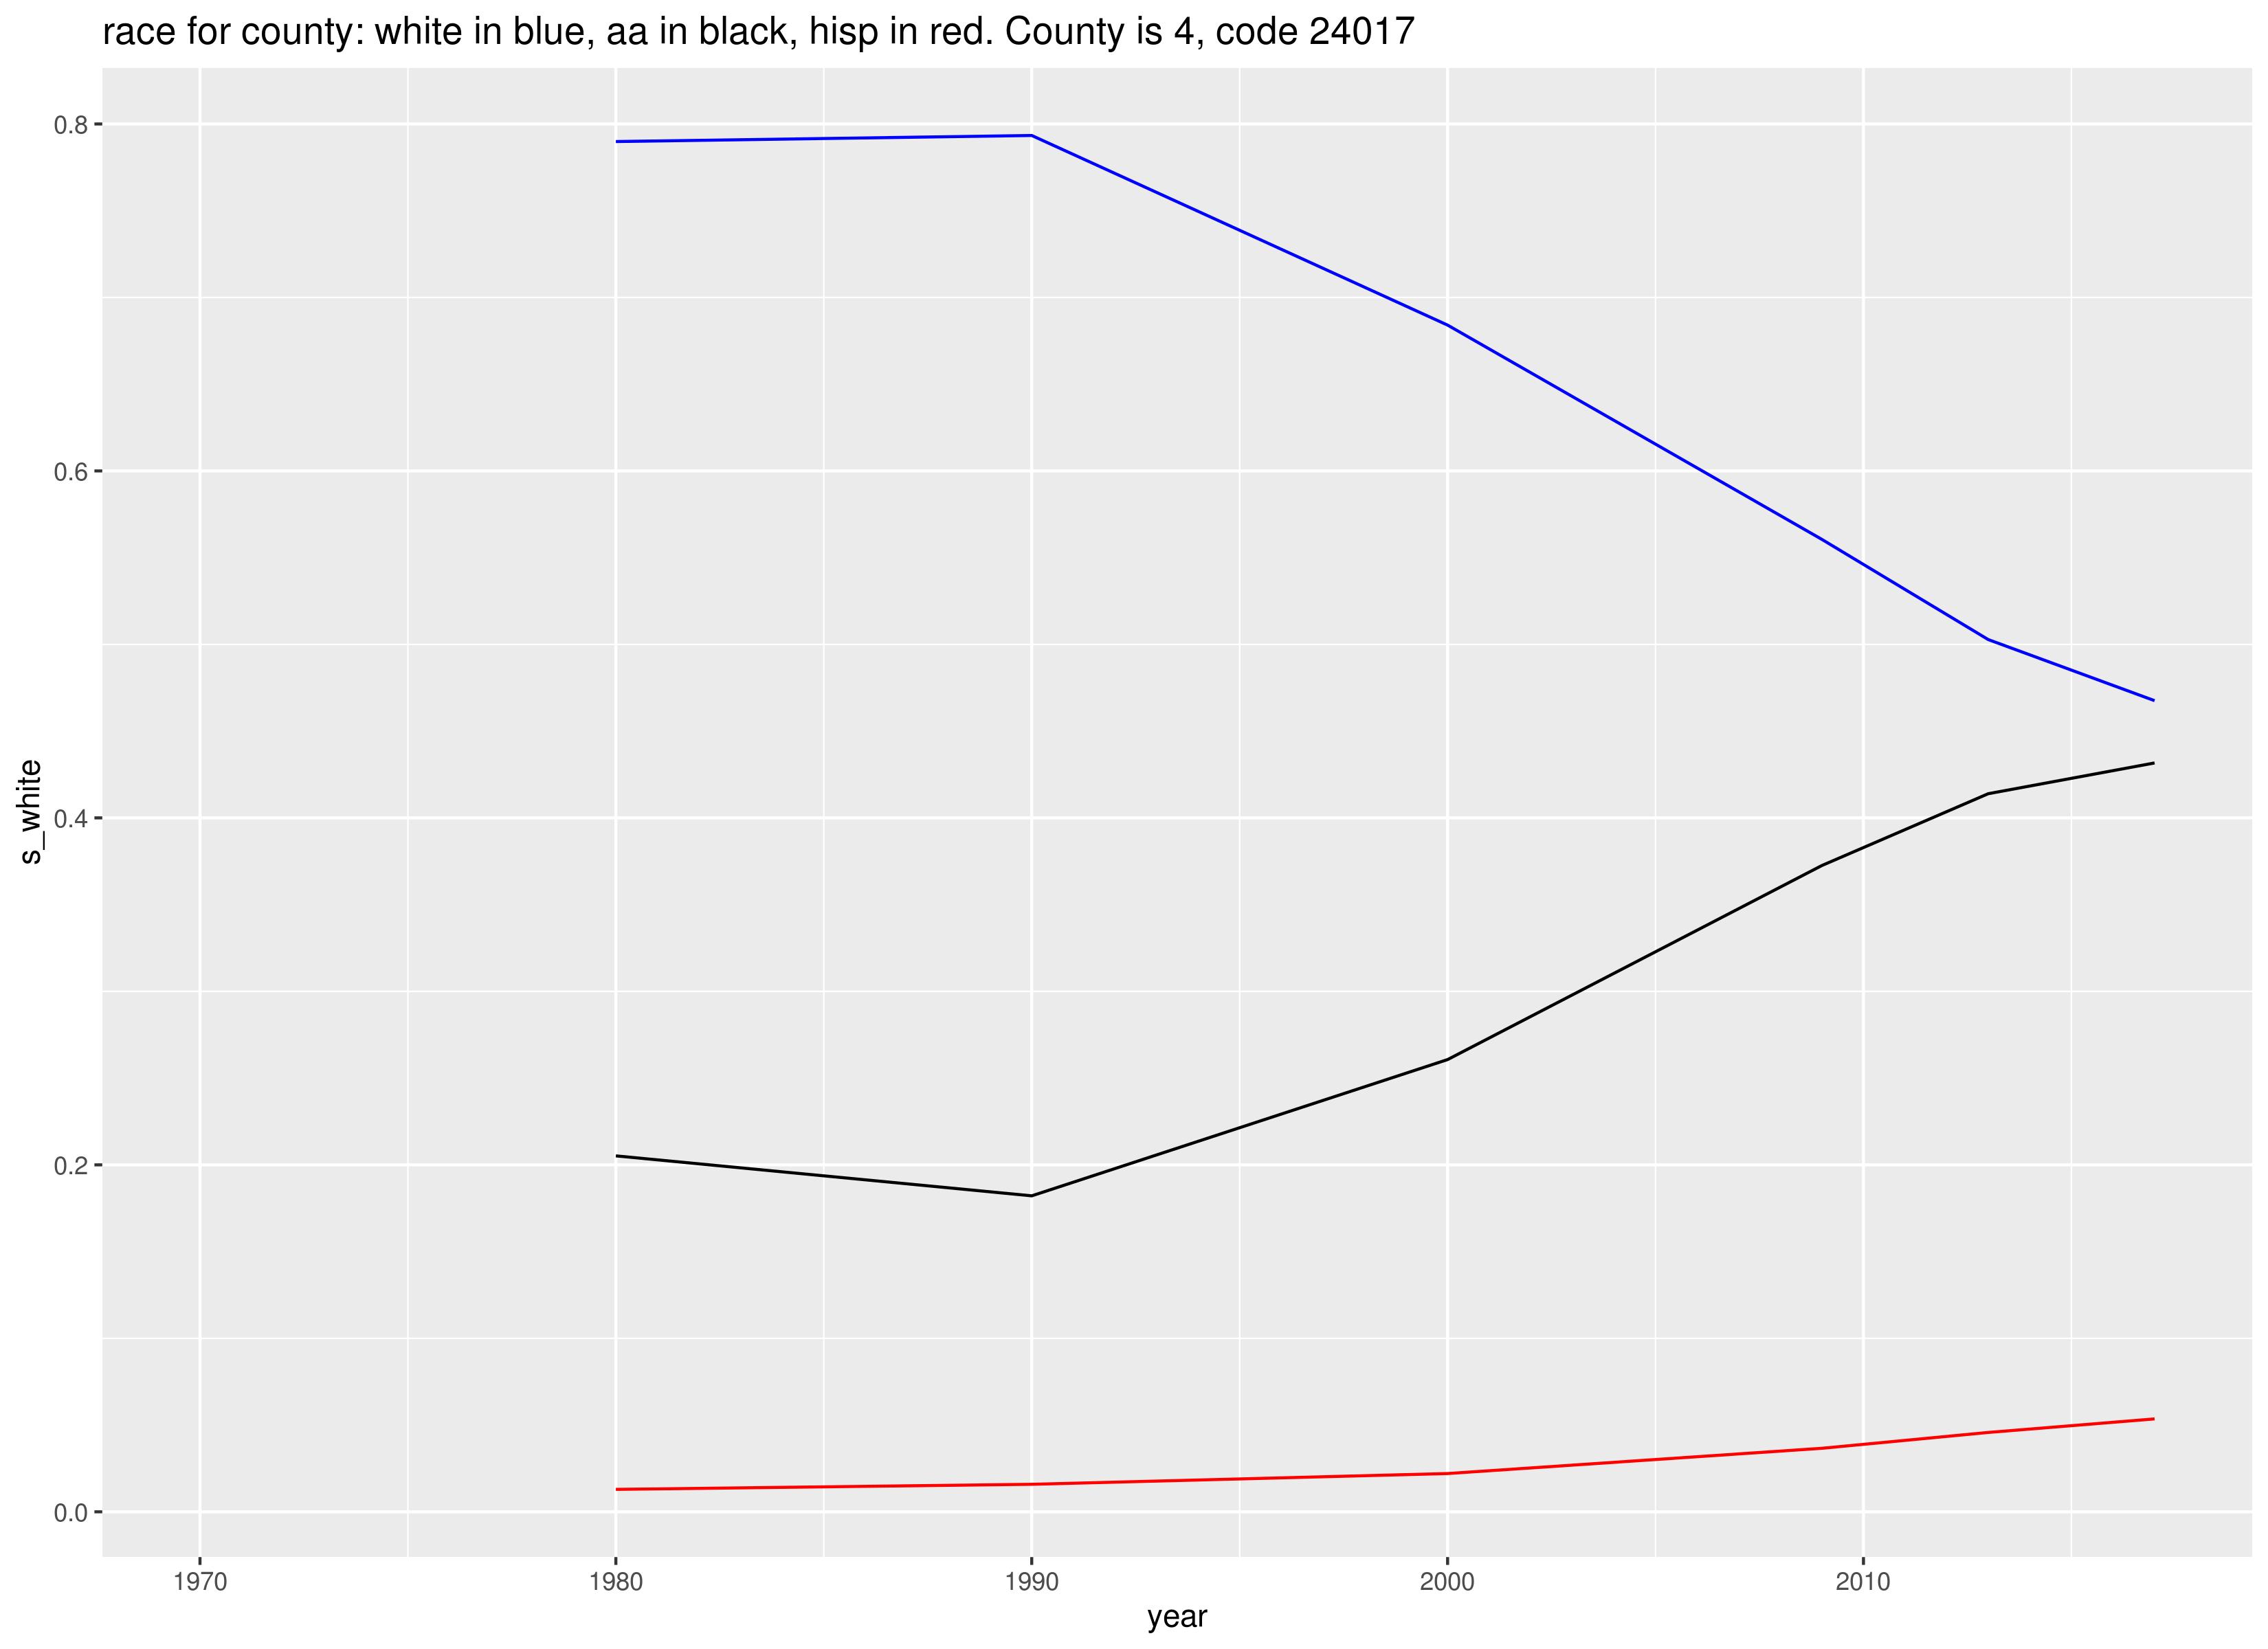 race for county: white in blue, aa in black, hisp in red. County is 4, code 24017
s_white
0.8
0.6
0.4
0.2
0.0
1970 1980 1990 2000 2010
year